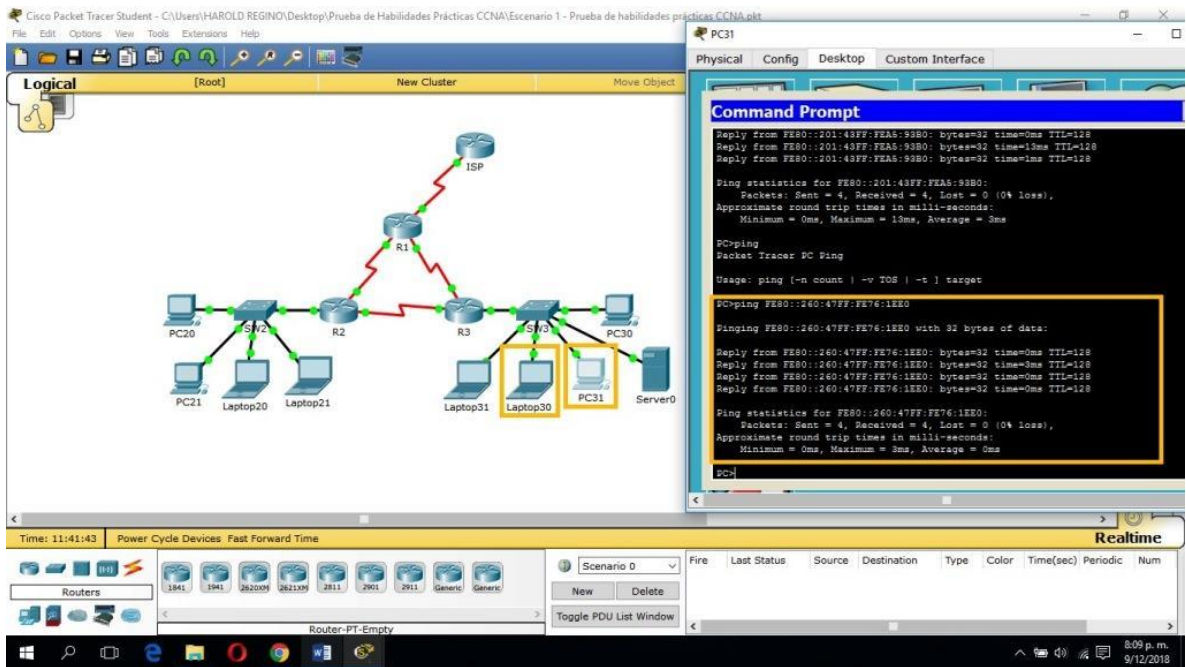 Cisco Packet Tracer Student - C:\Users\HAROLD REGINO\Desktop\Prueba de Habilidades Prácticas CCNA\Escenario 1 - Prueba de habilidades prácticas CCNA.pkt
File Edit Options View Tools Extensions Help
Logical [Root] New Cluster Move Object
ISP
R1
PC20 SW2 R2 R3 SW3 PC30
PC21 Laptop20 Laptop21 Laptop31 Laptop30 PC31 Server0
PC31
Physical Config Desktop Custom Interface
Command Prompt
Reply from FE80::201:43FF:FEA5:93B0: bytes=32 time=0ms TTL=128
Reply from FE80::201:43FF:FEA5:93B0: bytes=32 time=13ms TTL=128
Reply from FE80::201:43FF:FEA5:93B0: bytes=32 time=1ms TTL=128
Ping statistics for FE80::201:43FF:FEA5:93B0:
Packets: Sent = 4, Received = 4, Lost = 0 (0% loss),
Approximate round trip times in milli-seconds:
Minimum = 0ms, Maximum = 13ms, Average = 3ms
PC>ping
Packet Tracer PC Ping
Usage: ping [-n count | -v TOS | -t ] target
PC>ping FE80::260:47FF:FE76:1EE0
Pinging FE80::260:47FF:FE76:1EE0 with 32 bytes of data:
Reply from FE80::260:47FF:FE76:1EE0: bytes=32 time=0ms TTL=128
Reply from FE80::260:47FF:FE76:1EE0: bytes=32 time=3ms TTL=128
Reply from FE80::260:47FF:FE76:1EE0: bytes=32 time=0ms TTL=128
Reply from FE80::260:47FF:FE76:1EE0: bytes=32 time=0ms TTL=128
Ping statistics for FE80::260:47FF:FE76:1EE0:
Packets: Sent = 4, Received = 4, Lost = 0 (0% loss),
Approximate round trip times in milli-seconds:
Minimum = 0ms, Maximum = 3ms, Average = 0ms
PC>
Time: 11:41:43 Power Cycle Devices Fast Forward Time Realtime
Routers
1841 1941 2620XM 2621XM 2811 2901 2911 Generic Generic
Router-PT-Empty
Scenario 0
New Delete
Toggle PDU List Window
Fire Last Status Source Destination Type Color Time(sec) Periodic Num
8:09 p. m.
9/12/2018